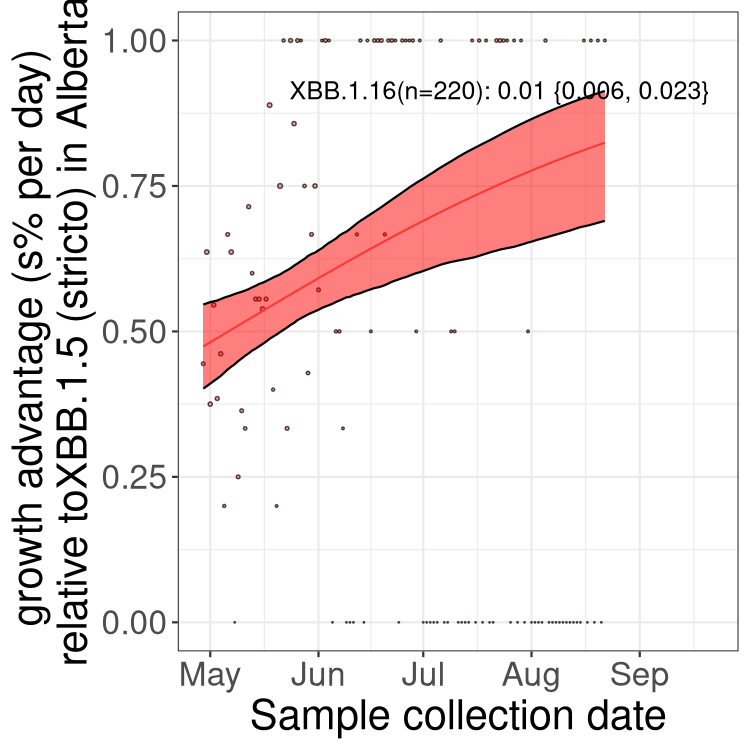 growth advantage (s% per day)
relative toXBB.1.5 (stricto) in Alberta
1.00
0.75
0.50
0.25
0.00
XBB.1.16(n=220): 0.01 {0.006, 0.023}
May Jun Jul Aug Sep
Sample collection date